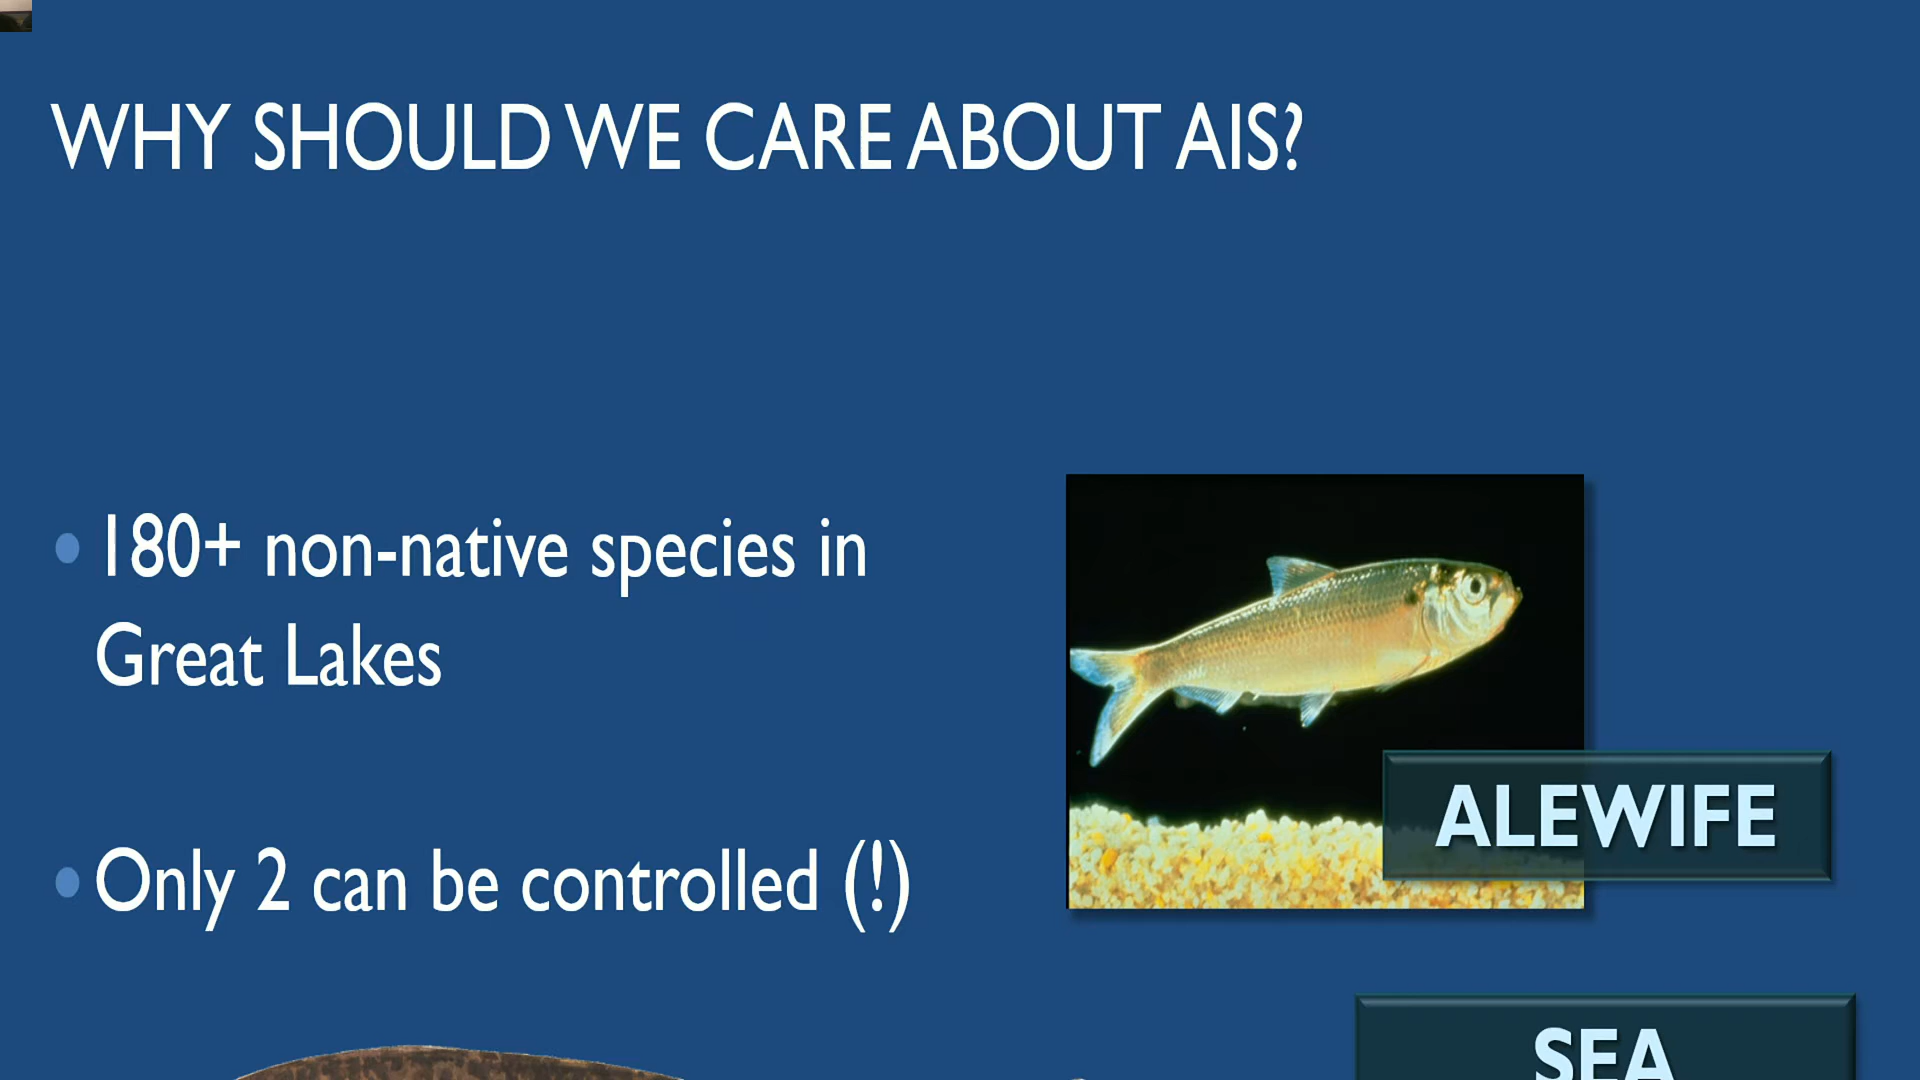 WHY SHOULD WE CARE ABOUT AIS?
• 180+ non-native species in
Great Lakes
• Only 2 can be controlled (!)
ALEWIFE
SEA